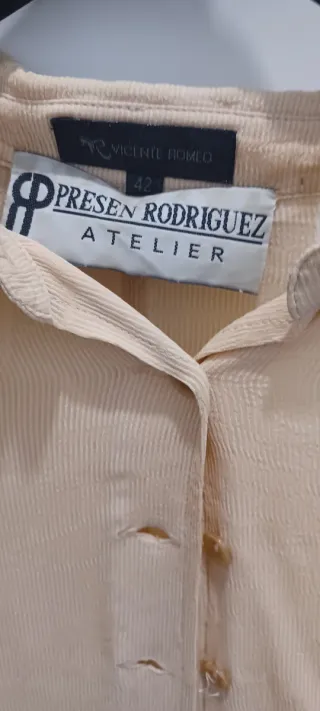 VICENTE ROMEO
42
PRESEN RODRIGUEZ
ATELIER